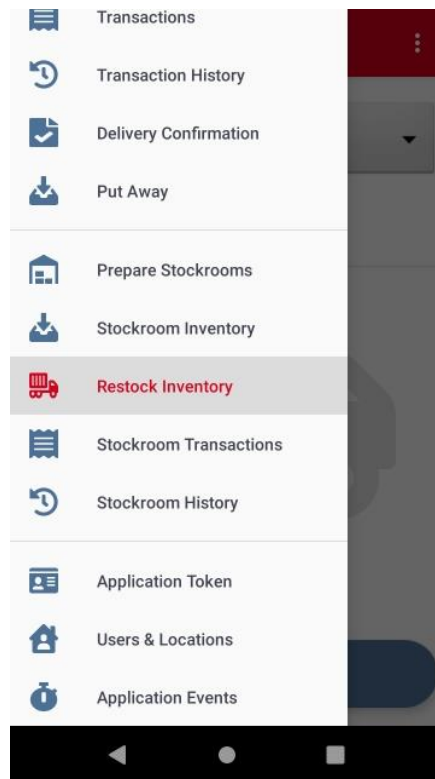 Transactions
Transaction History
Delivery Confirmation
Put Away
Prepare Stockrooms
Stockroom Inventory
Restock Inventory
Stockroom Transactions
Stockroom History
Application Token
Users & Locations
Application Events